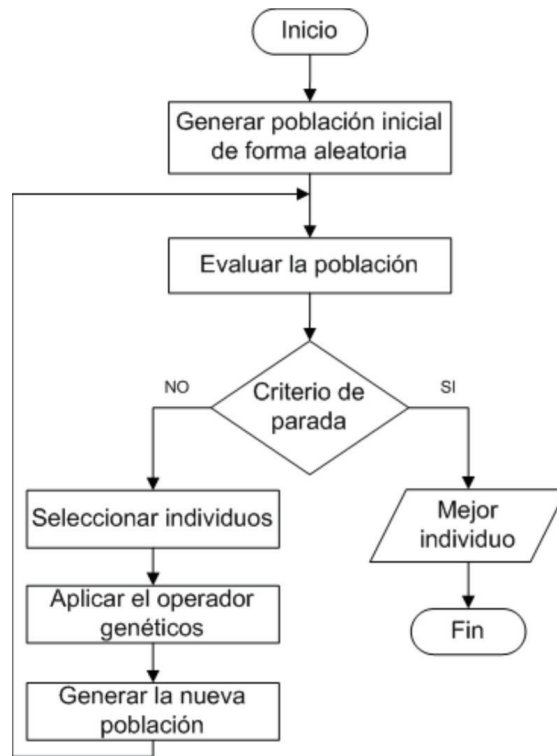 Inicio
Generar población inicial
de forma aleatoria
Evaluar la población
Criterio de
parada
NO
SI
Seleccionar individuos
Aplicar el operador
genéticos
Generar la nueva
población
Mejor
individuo
Fin